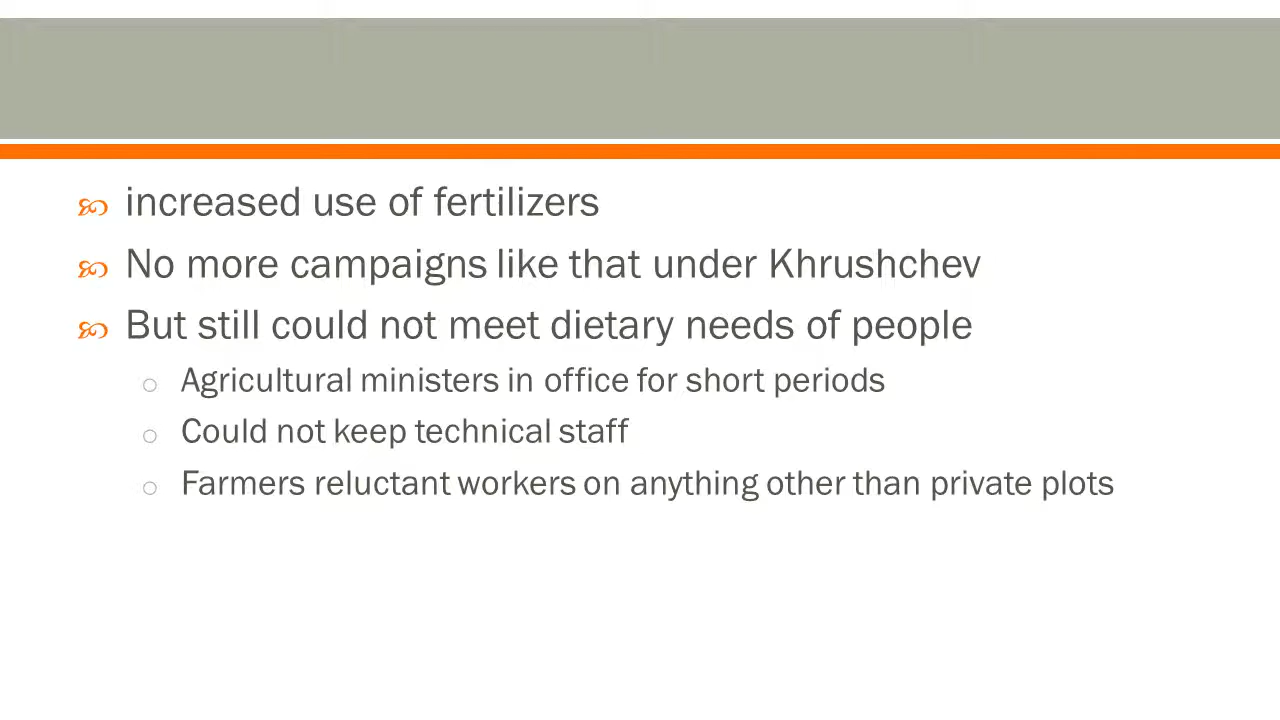 increased use of fertilizers
No more campaigns like that under Khrushchev
But still could not meet dietary needs of people
Agricultural ministers in office for short periods
Could not keep technical staff
Farmers reluctant workers on anything other than private plots